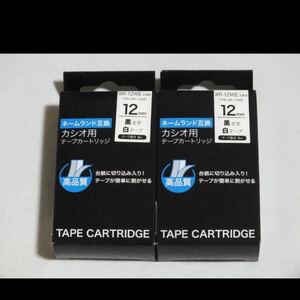 XR-12WE
12mm
黒文字
白テープ
ネームランド互換
カシオ用
テープカートリッジ
高品質
台紙に切り込み入り!
テープが簡単に剥がせる
TAPE CARTRIDGE
XR-12WE
12mm
黒文字
白テープ
ネームランド互換
カシオ用
テープカートリッジ
高品質
台紙に切り込み入り!
テープが簡単に剥がせる
TAPE CARTRIDGE